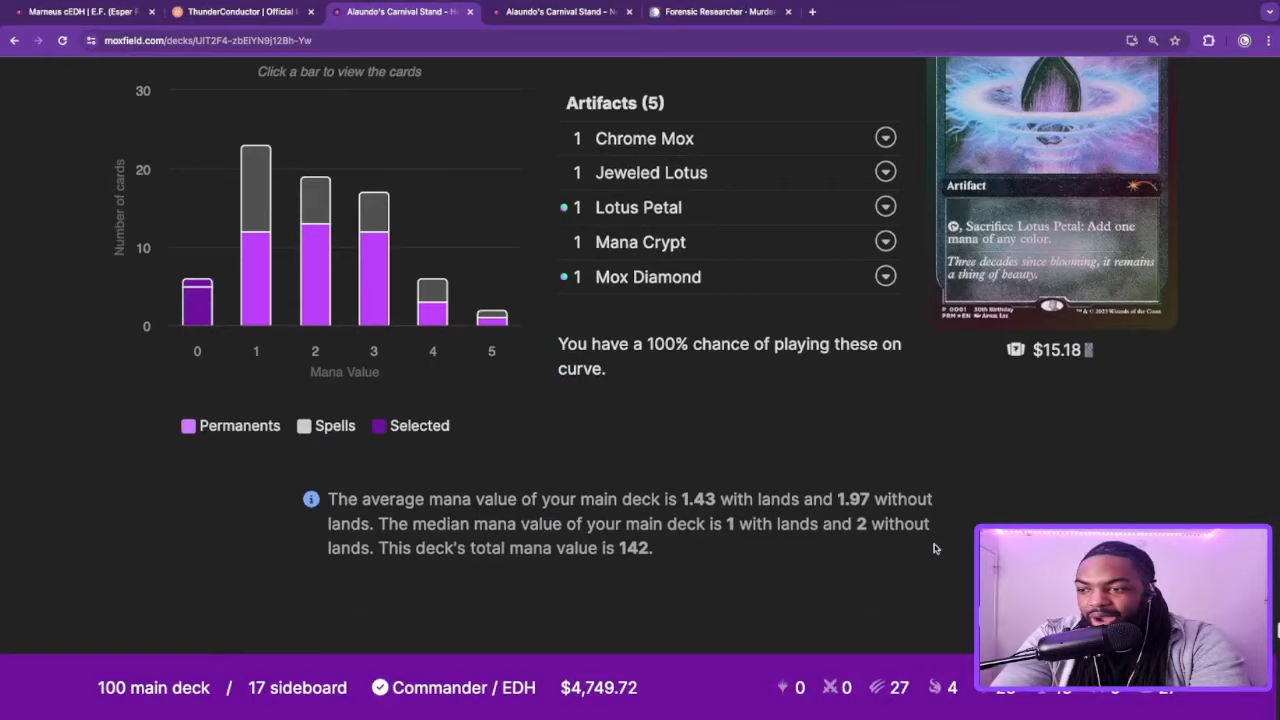 Marneus cEDH | E.F. (Esper F
ThunderConductor | Official
Alaundo's Carnival Stand -
Alaundo's Carnival Stand -
Forensic Researcher - Murder
moxfield.com/decks/
Click a bar to view the cards
30
20
10
0
Number of cards
0 1 2 3 4 5
Mana Value
Permanents Spells Selected
Artifacts (5)
1 Chrome Mox
1 Jeweled Lotus
1 Lotus Petal
1 Mana Crypt
1 Mox Diamond
You have a 100% chance of playing these on
curve.
Artifact
, Sacrifice Lotus Petal: Add one
mana of any color.
Three decades since blooming, it remains
a thing of beauty.
P 0001 30th Birthday
PRM EN
$15.18
The average mana value of your main deck is 1.43 with lands and 1.97 without
lands. The median mana value of your main deck is 1 with lands and 2 without
lands. This deck's total mana value is 142.
100 main deck / 17 sideboard Commander / EDH $4,749.72 0 0 27 4